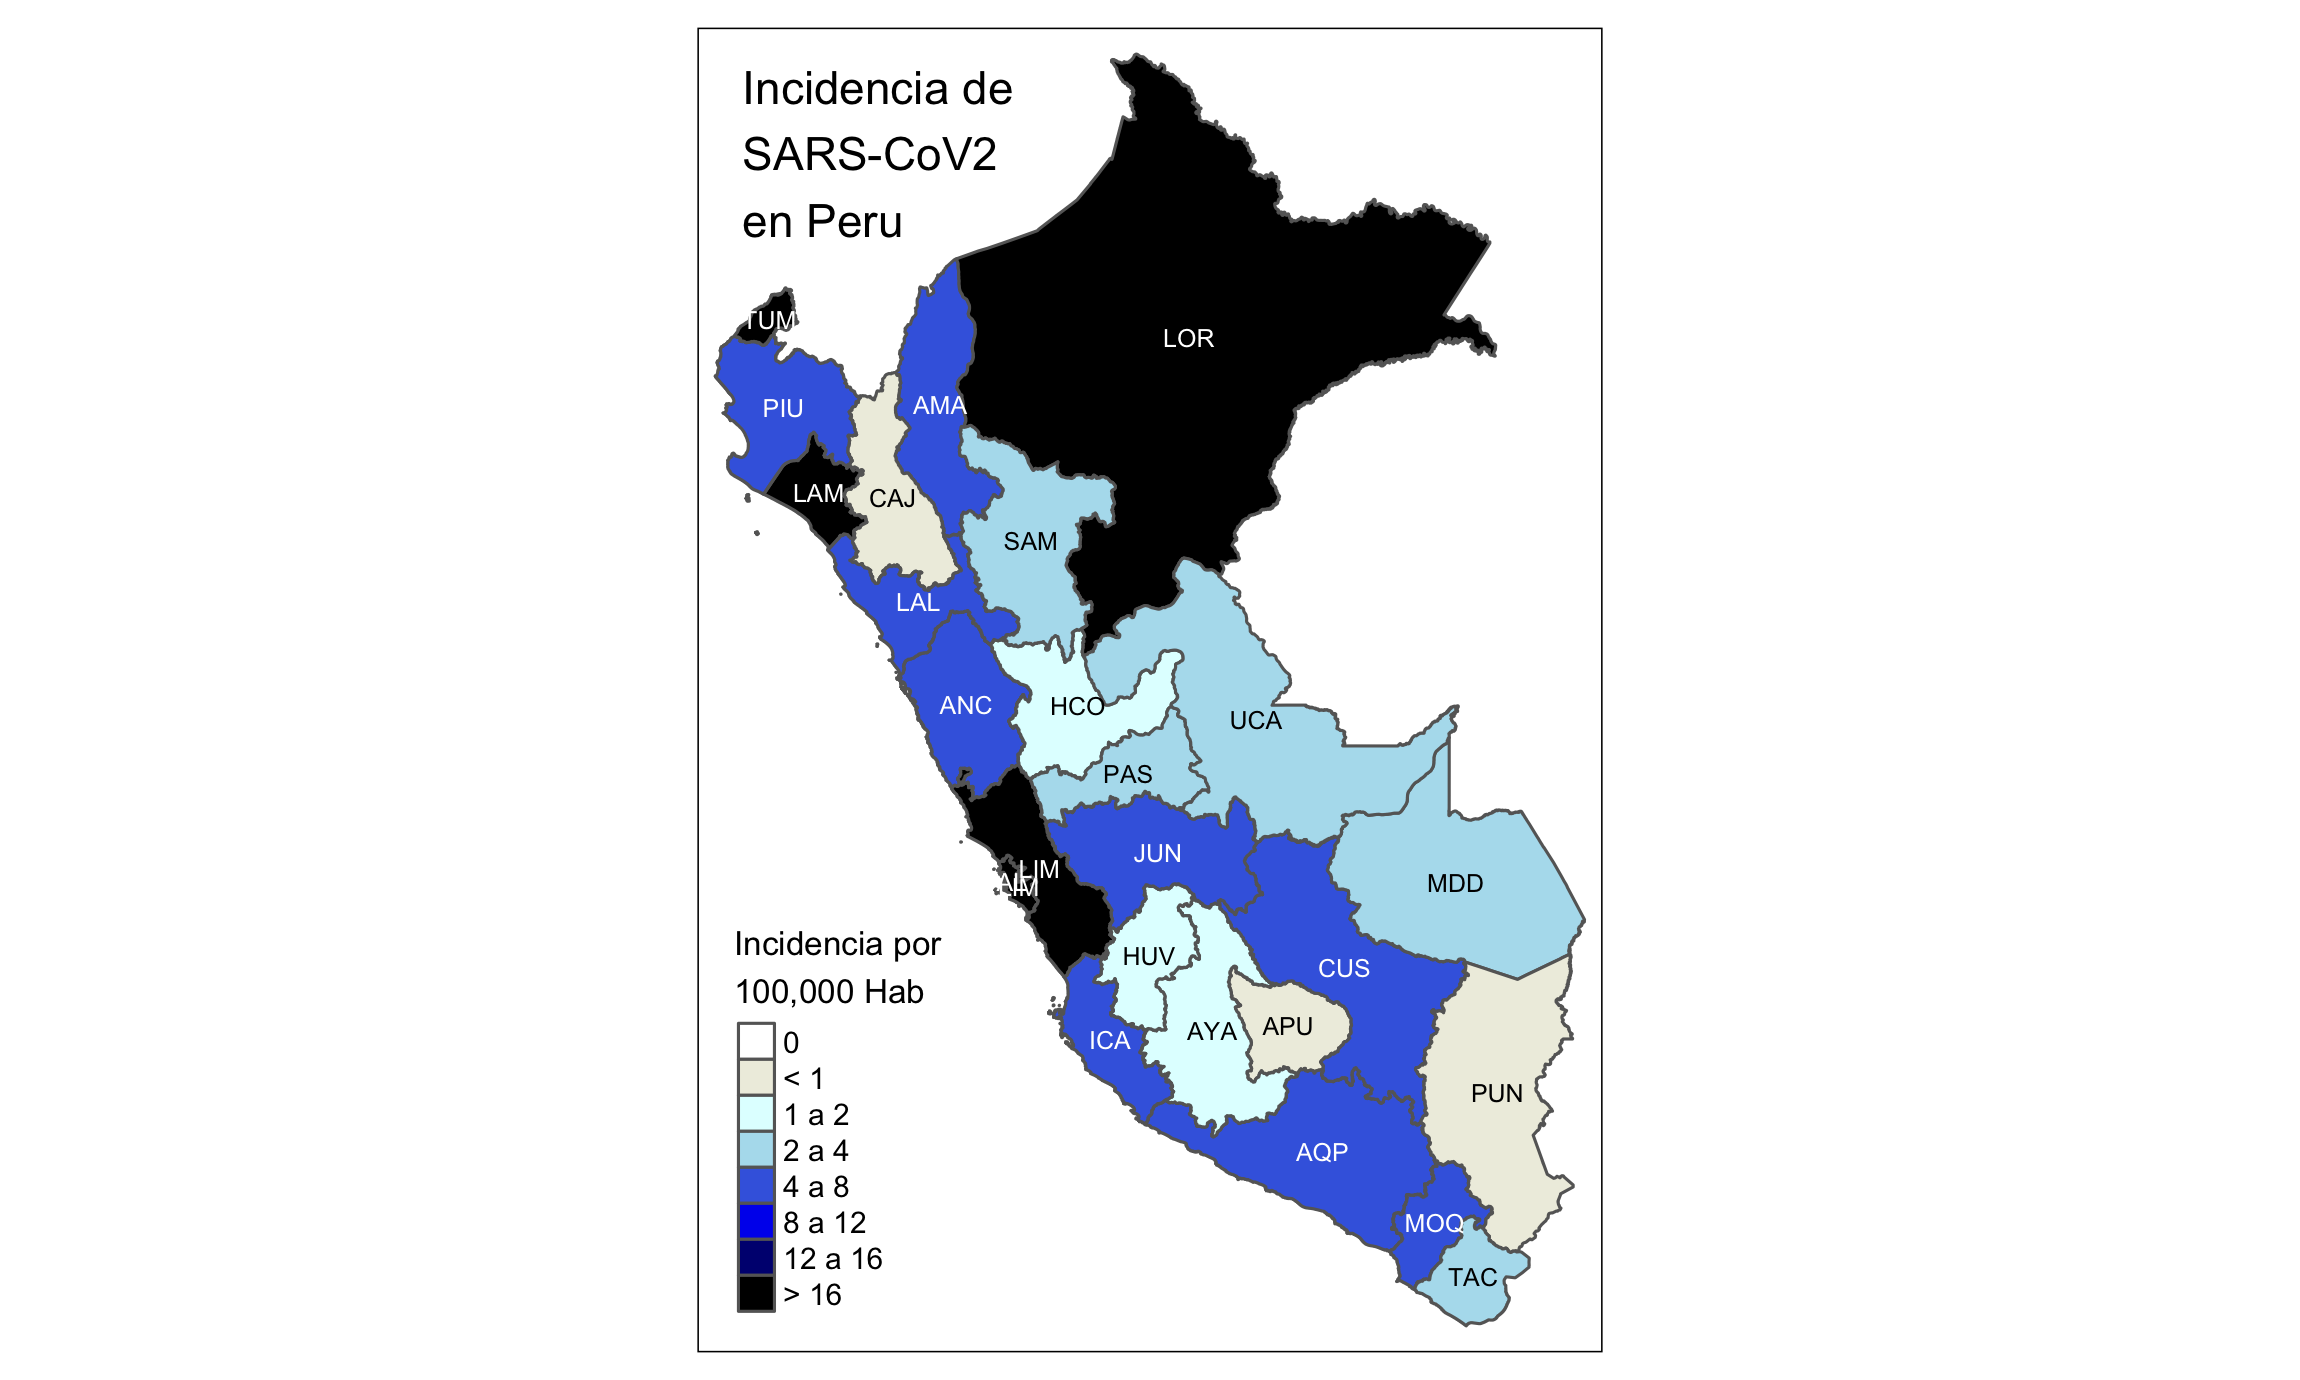 Incidencia de
SARS-CoV2
en Peru
TUM
LOR
PIU
AMA
LAM
CAJ
SAM
LAL
ANC
HCO
UCA
PAS
JUN
LIM
MDD
HUV
CUS
AYA
APU
ICA
PUN
AQP
MOQ
TAC
Incidencia por
100,000 Hab
0
< 1
1 a 2
2 a 4
4 a 8
8 a 12
12 a 16
> 16